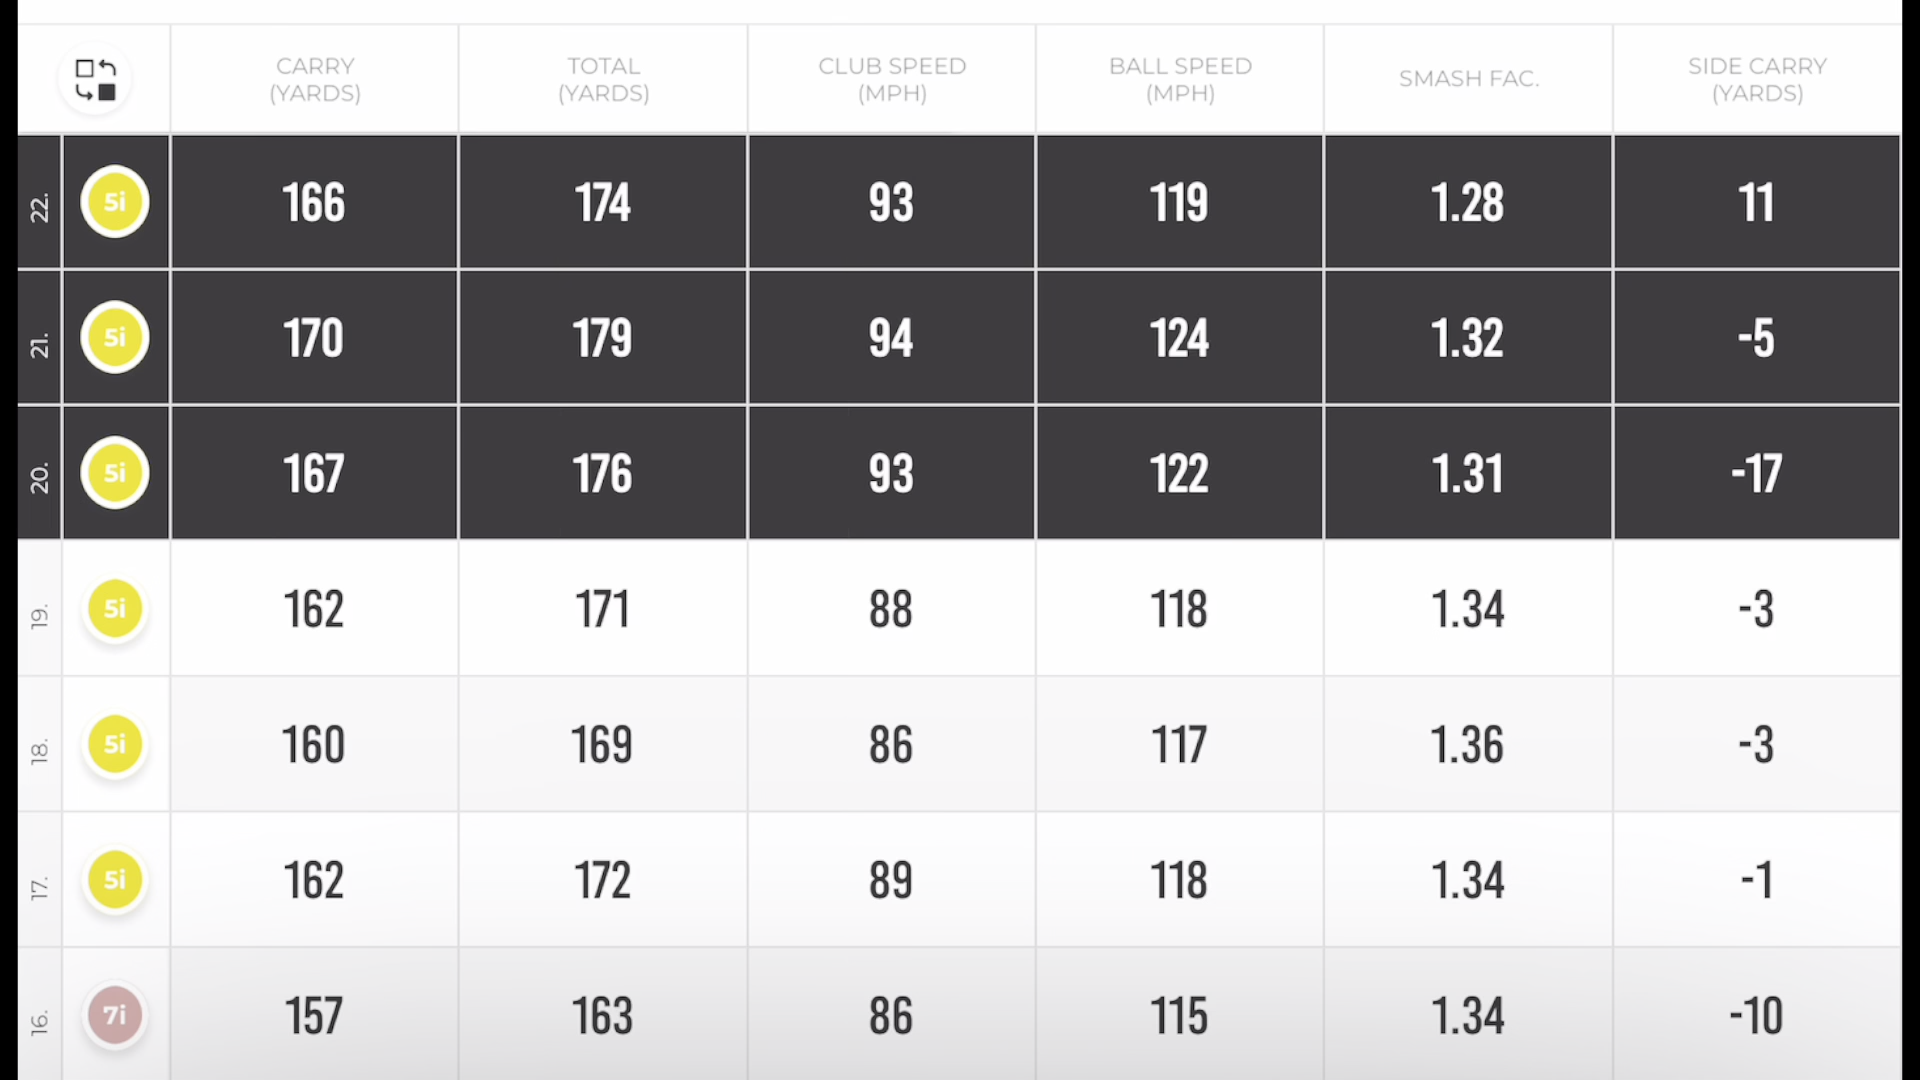 CARRY (YARDS) TOTAL (YARDS) CLUB SPEED (MPH) BALL SPEED (MPH) SMASH FAC. SIDE CARRY (YARDS)
22. 5i 166 174 93 119 1.28 11
21. 5i 170 179 94 124 1.32 -5
20. 5i 167 176 93 122 1.31 -17
19. 5i 162 171 88 118 1.34 -3
18. 5i 160 169 86 117 1.36 -3
17. 5i 162 172 89 118 1.34 -1
16. 7i 157 163 86 115 1.34 -10